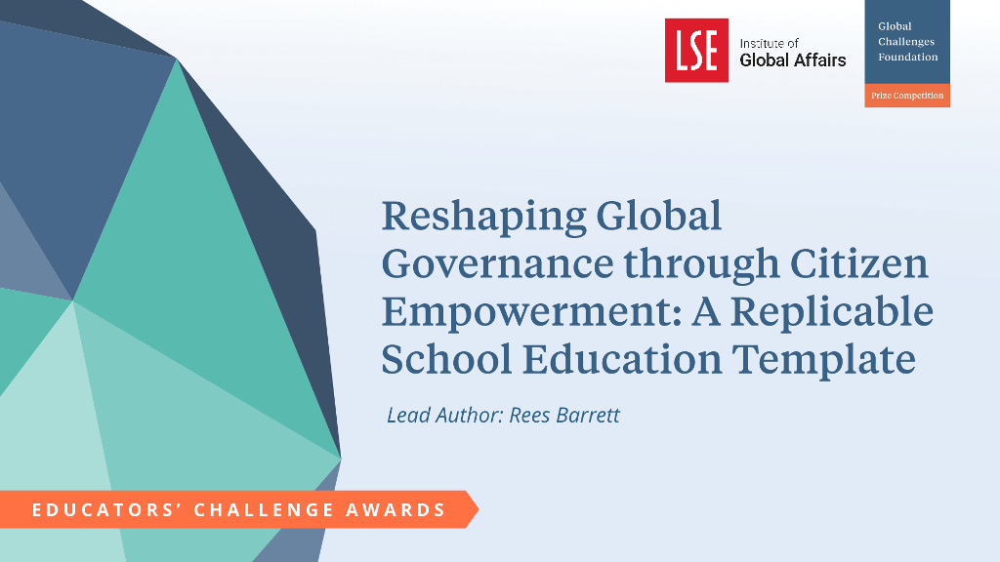 LSE
Institute of
Global Affairs
Global
Challenges
Foundation
Prize Competition
Reshaping Global
Governance through Citizen
Empowerment: A Replicable
School Education Template
Lead Author: Rees Barrett
EDUCATORS’ CHALLENGE AWARDS